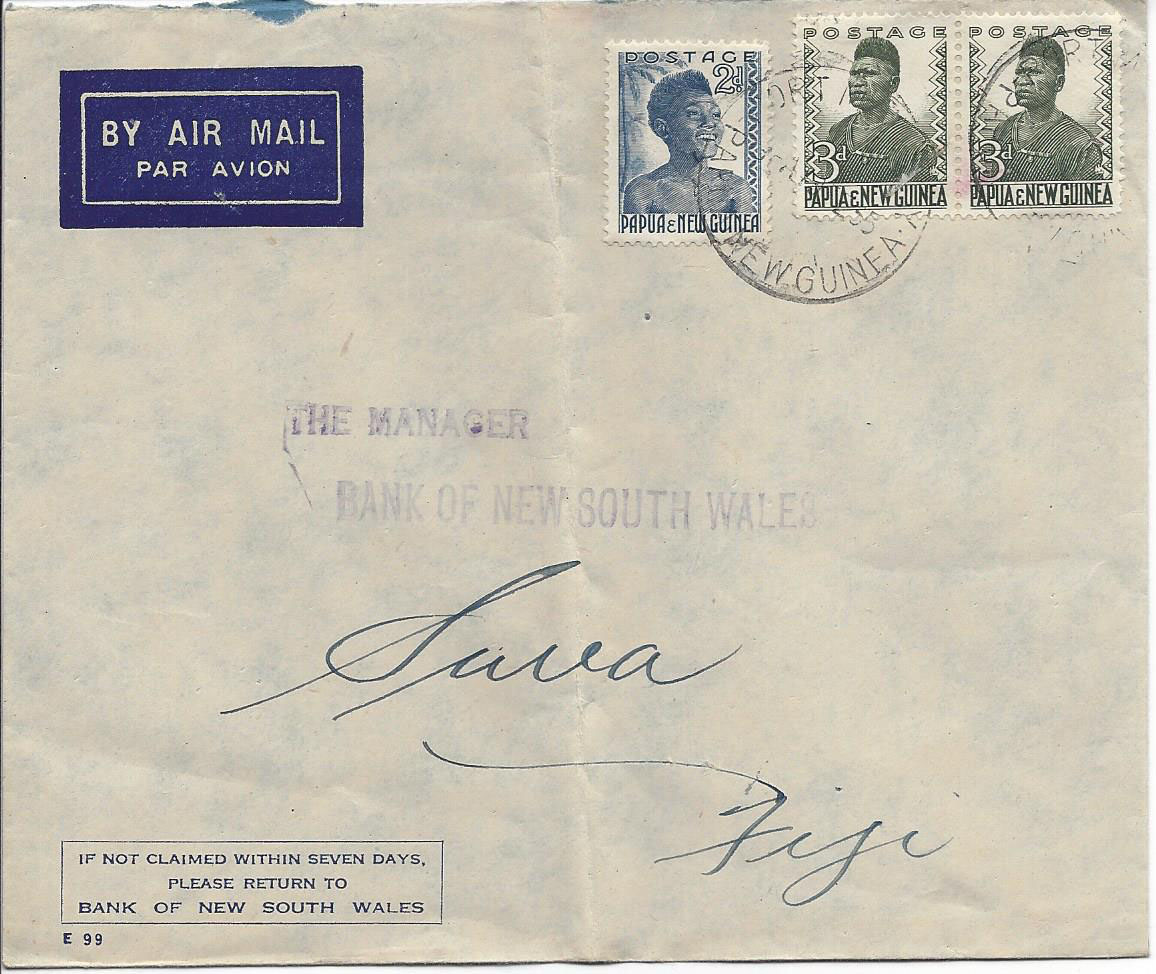 BY AIR MAIL
PAR AVION
POSTAGE
2d
PAPUA & NEW GUINEA
POSTAGE
3d
PAPUA & NEW GUINEA
POSTAGE
3d
PAPUA & NEW GUINEA
NEW GUINEA
THE MANAGER
BANK OF NEW SOUTH WALES
Suva
Fiji
IF NOT CLAIMED WITHIN SEVEN DAYS,
PLEASE RETURN TO
BANK OF NEW SOUTH WALES
E 99